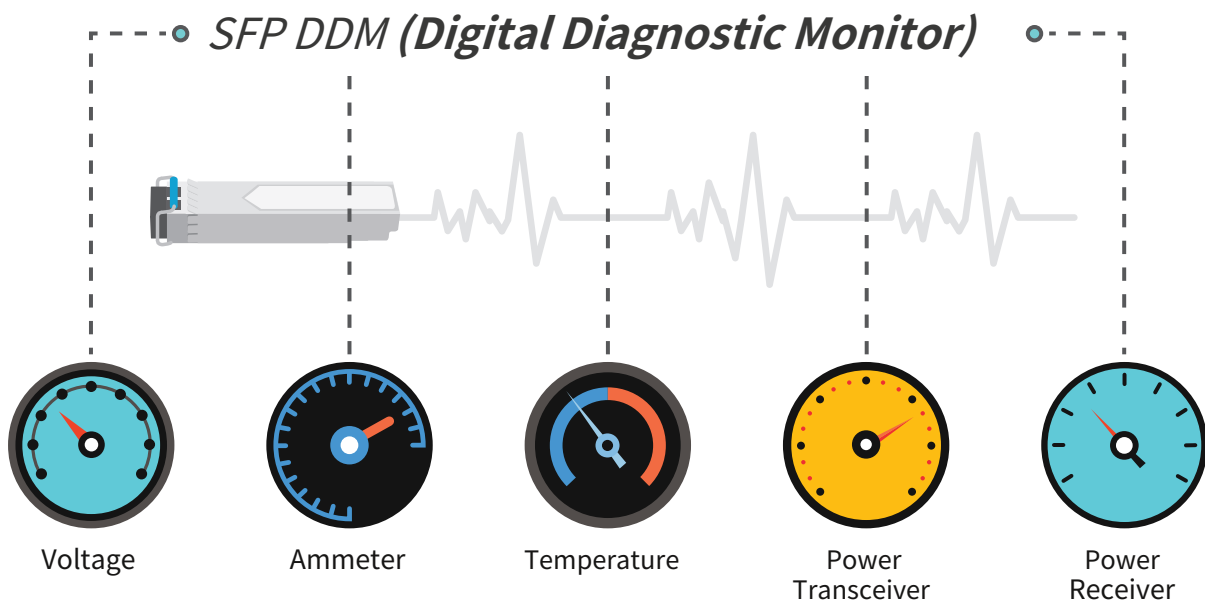 SFP DDM (Digital Diagnostic Monitor)
Voltage
Ammeter
Temperature
Power
Transceiver
Power
Receiver